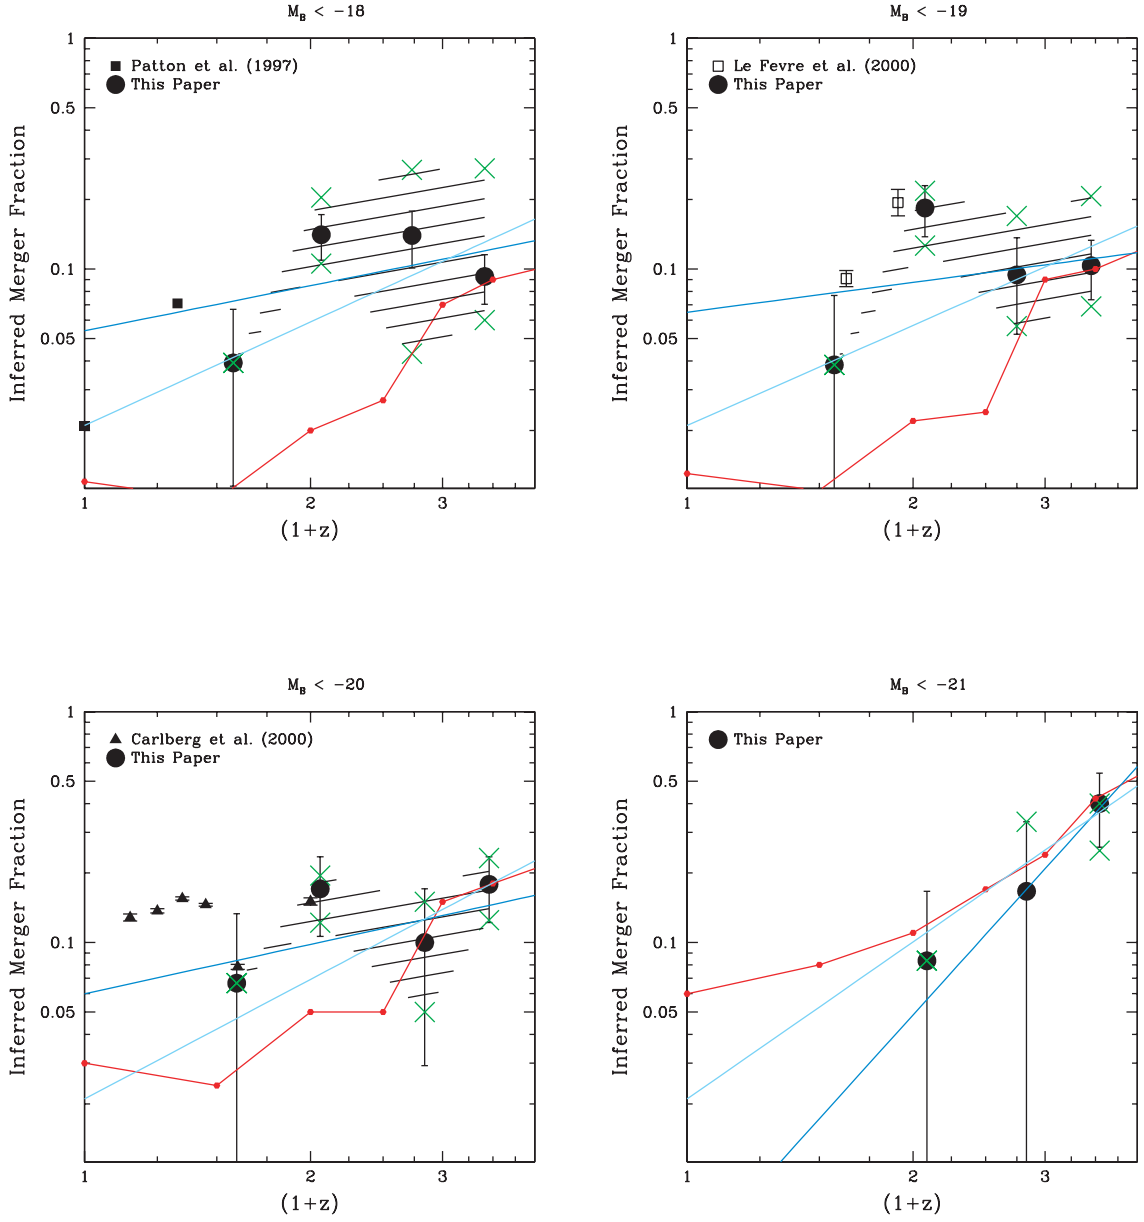 M_B < −18
1
Patton et al. (1997)
This Paper
0.5
0.1
0.05
Inferred Merger Fraction
1
2
3
(1+z)
M_B < −19
1
Le Fevre et al. (2000)
This Paper
0.5
0.1
0.05
Inferred Merger Fraction
1
2
3
(1+z)
M_B < −20
1
Carlberg et al. (2000)
This Paper
0.5
0.1
0.05
Inferred Merger Fraction
1
2
3
(1+z)
M_B < −21
1
This Paper
0.5
0.1
0.05
Inferred Merger Fraction
1
2
3
(1+z)